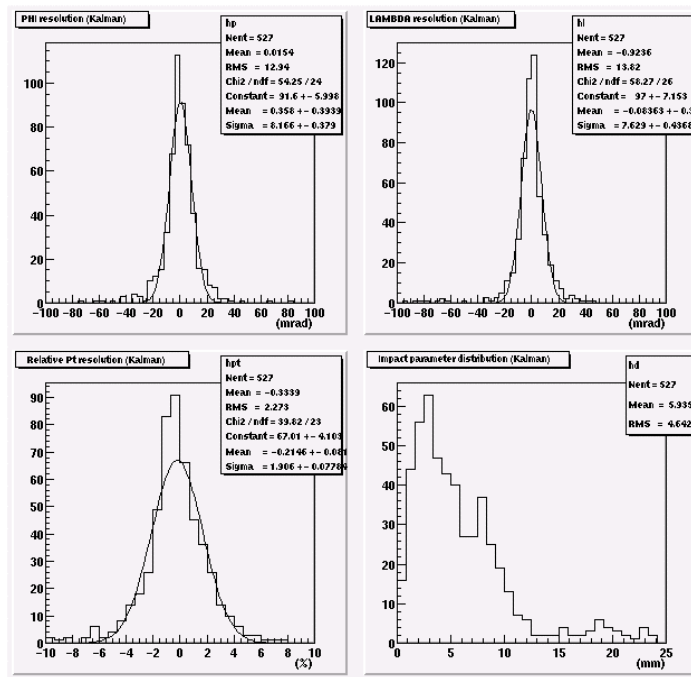 PHI resolution (Kalman)
hp
Nent = 527
Mean = 0.0154
RMS = 12.94
Chi2 / ndf = 54.25 / 24
Constant = 91.6 +- 5.998
Mean = 0.358 +- 0.3939
Sigma = 8.166 +- 0.379
100
80
60
40
20
0
-100 -80 -60 -40 -20 0 20 40 60 80 100
(mrad)
LAMBDA resolution (Kalman)
hl
Nent = 527
Mean = -0.9236
RMS = 13.82
Chi2 / ndf = 58.27 / 26
Constant = 97 +- 7.153
Mean = -0.08363 +-
Sigma = 7.629 +- 0.4368
120
100
80
60
40
20
0
-100 -80 -60 -40 -20 0 20 40 60 80 100
(mrad)
Relative Pt resolution (Kalman)
hpt
Nent = 527
Mean = -0.3339
RMS = 2.273
Chi2 / ndf = 39.82 / 23
Constant = 67.01 +- 4.103
Mean = -0.2146 +- 0.081
Sigma = 1.906 +- 0.07784
90
80
70
60
50
40
30
20
10
0
-10 -8 -6 -4 -2 0 2 4 6 8 10
(%)
Impact parameter distribution (Kalman)
hd
Nent = 527
Mean = 5.935
RMS = 4.642
60
50
40
30
20
10
0
0 5 10 15 20 25
(mm)